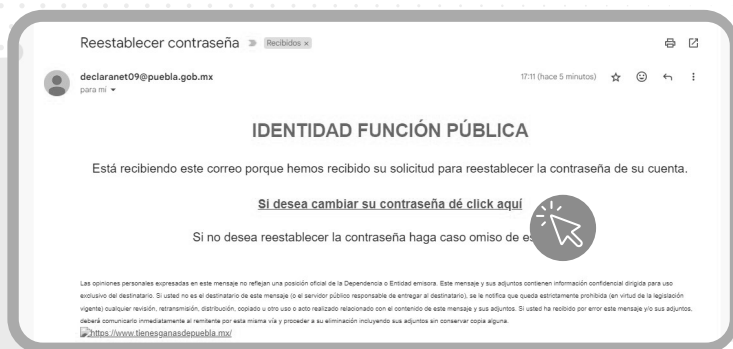 Reestablecer contraseña Recibidos x
declaranet09@puebla.gob.mx 17:11 (hace 5 minutos)
para mí
IDENTIDAD FUNCIÓN PÚBLICA
Está recibiendo este correo porque hemos recibido su solicitud para reestablecer la contraseña de su cuenta.
Si desea cambiar su contraseña dé click aquí
Si no desea reestablecer la contraseña haga caso omiso de
Las opiniones personales expresadas en este mensaje no reflejan una posición oficial de la Dependencia o Entidad emisora. Este mensaje y sus adjuntos contienen información confidencial dirigida para uso
exclusivo del destinatario. Si usted no es el destinatario de este mensaje (o el servidor público responsable de entregar al destinatario), se le notifica que queda estrictamente prohibida (en virtud de la legislación
vigente) cualquier revisión, retransmisión, distribución, copiado u otro uso o acto realizado relacionado con el contenido de este mensaje y sus adjuntos. Si usted ha recibido por error este mensaje y/o sus adjuntos,
deberá comunicarlo inmediatamente al remitente por esta misma vía y proceder a su eliminación incluyendo sus adjuntos sin conservar copia alguna.
https://www.tienesganasdepuebla.mx/